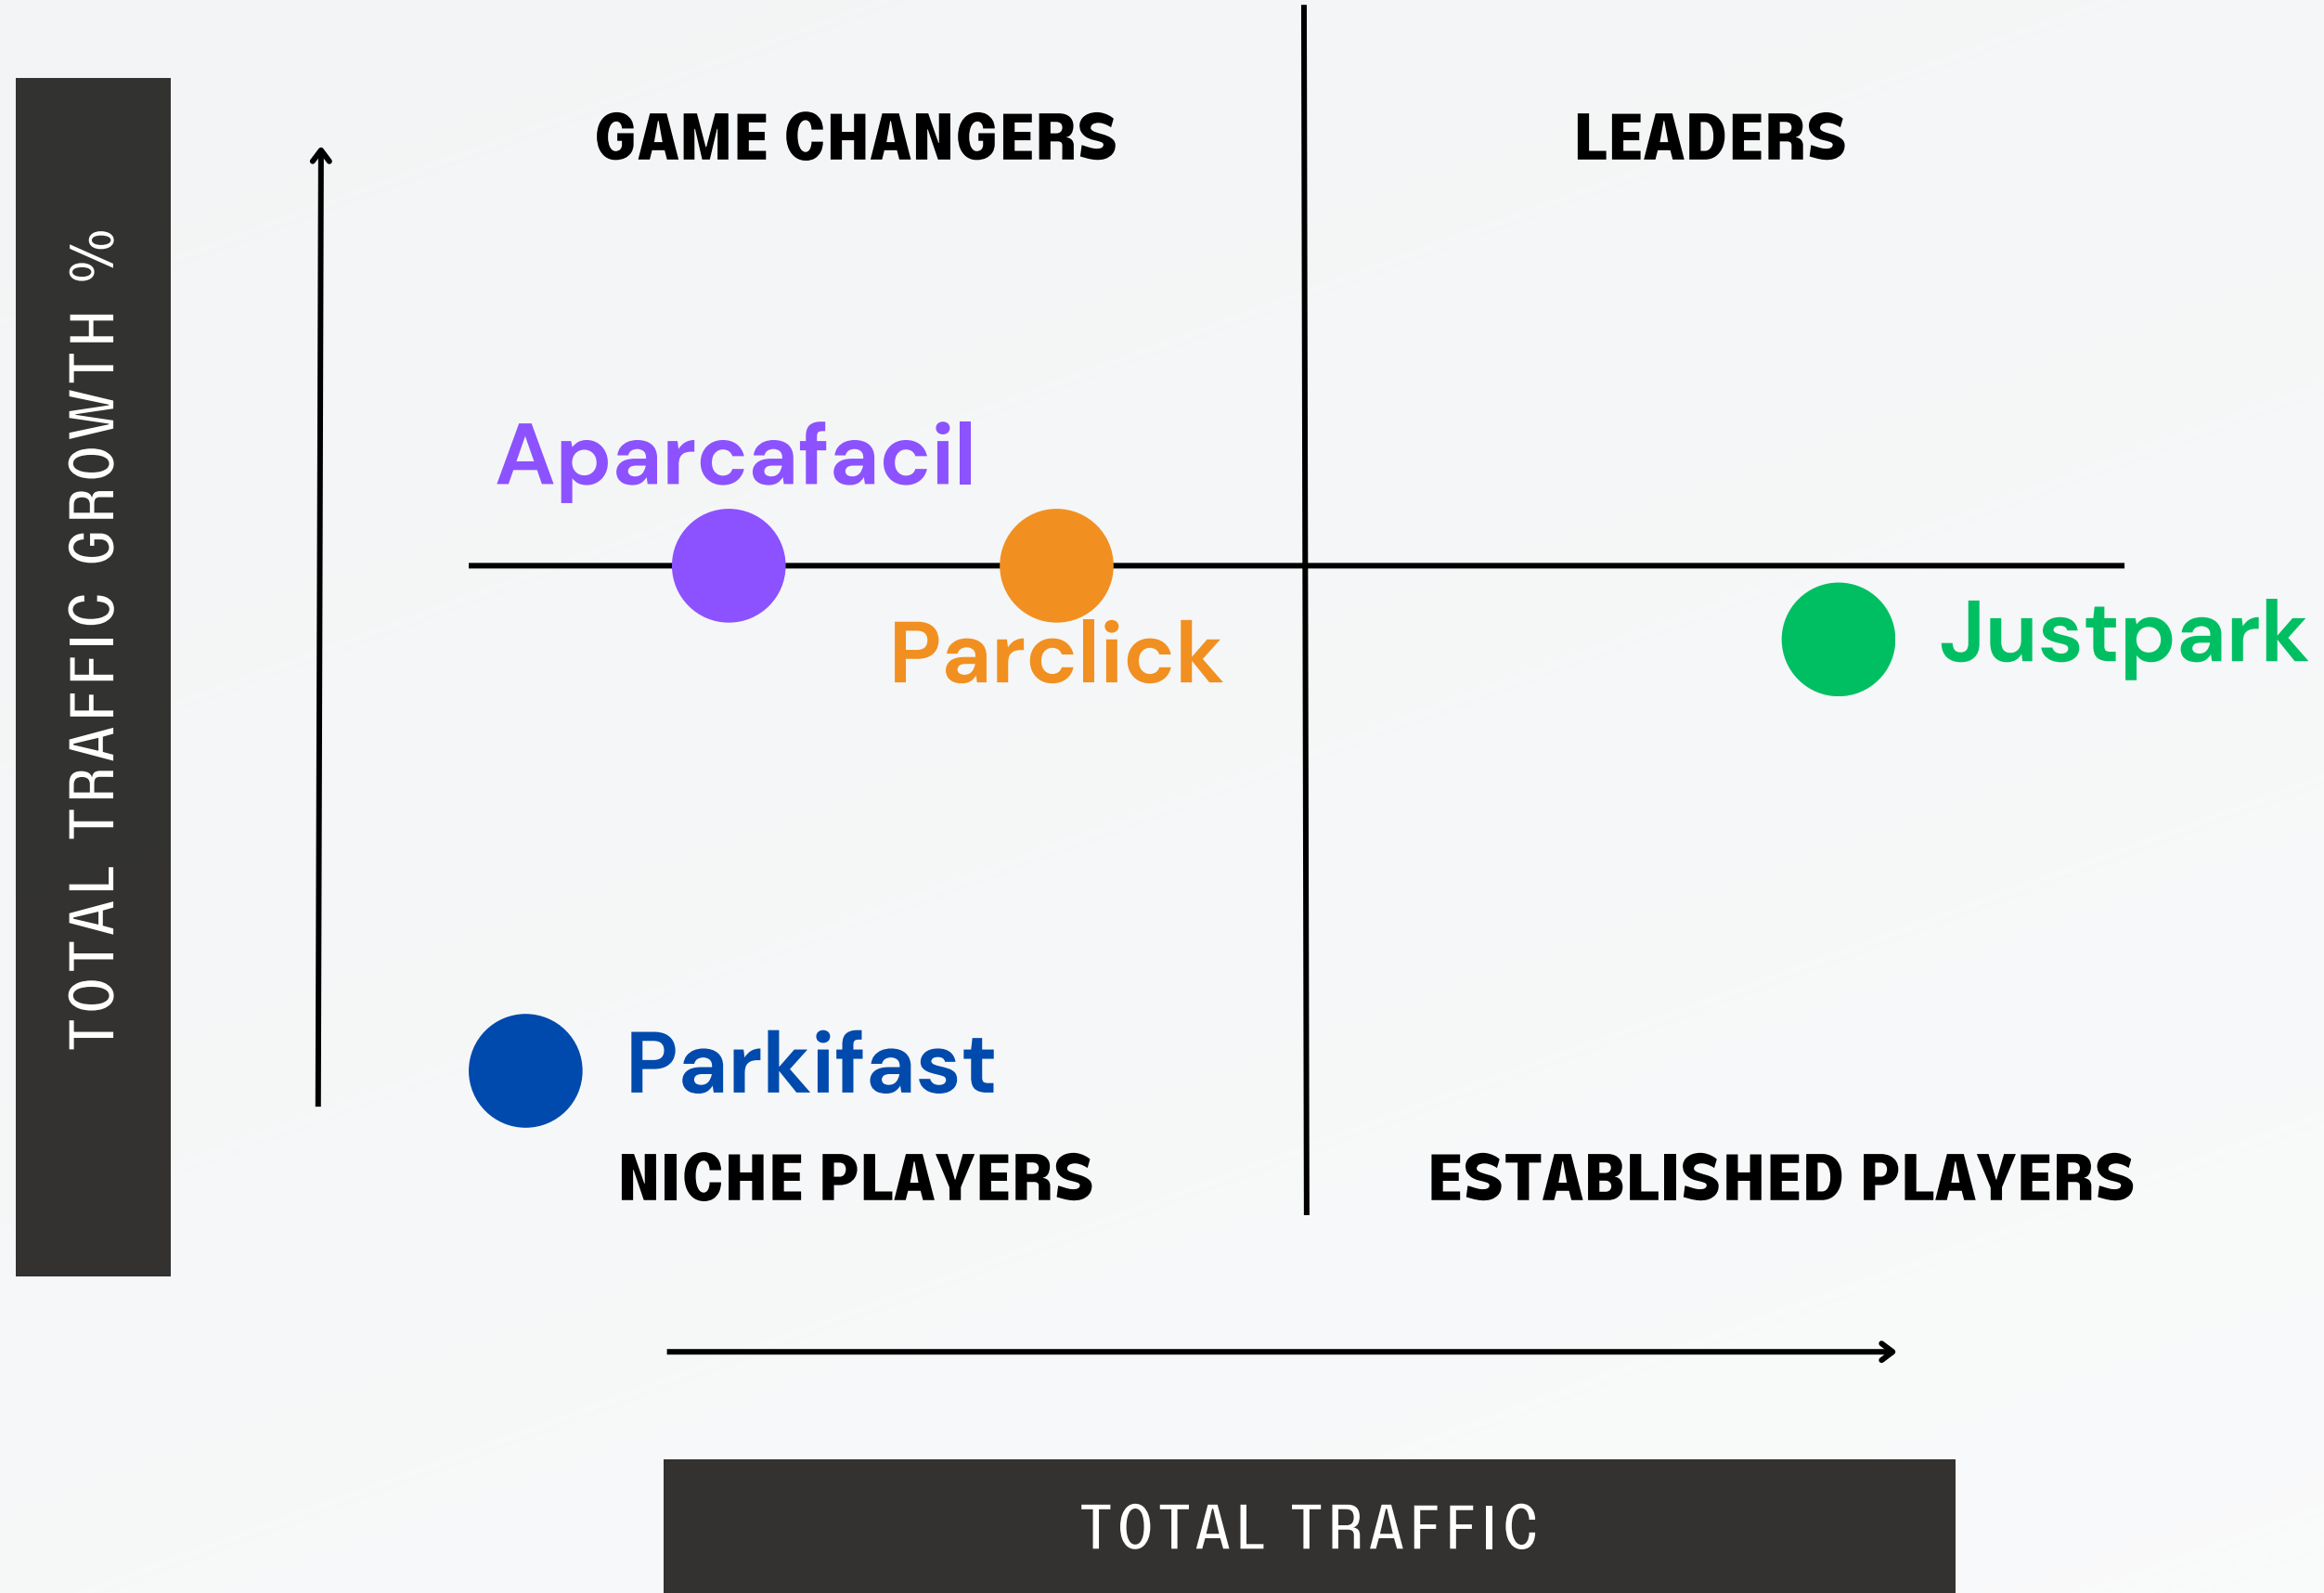 GAME CHANGERS
LEADERS
TOTAL TRAFFIC GROWTH %
Aparcafacil
Parclick
Justpark
Parkifast
NICHE PLAYERS
ESTABLISHED PLAYERS
TOTAL TRAFFIC